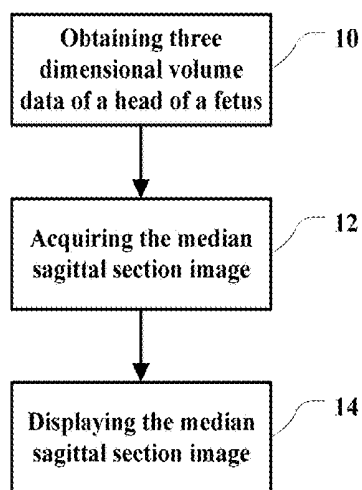 Obtaining three
dimensional volume
data of a head of a fetus
10
Acquiring the median
sagittal section image
12
Displaying the median
sagittal section image
14